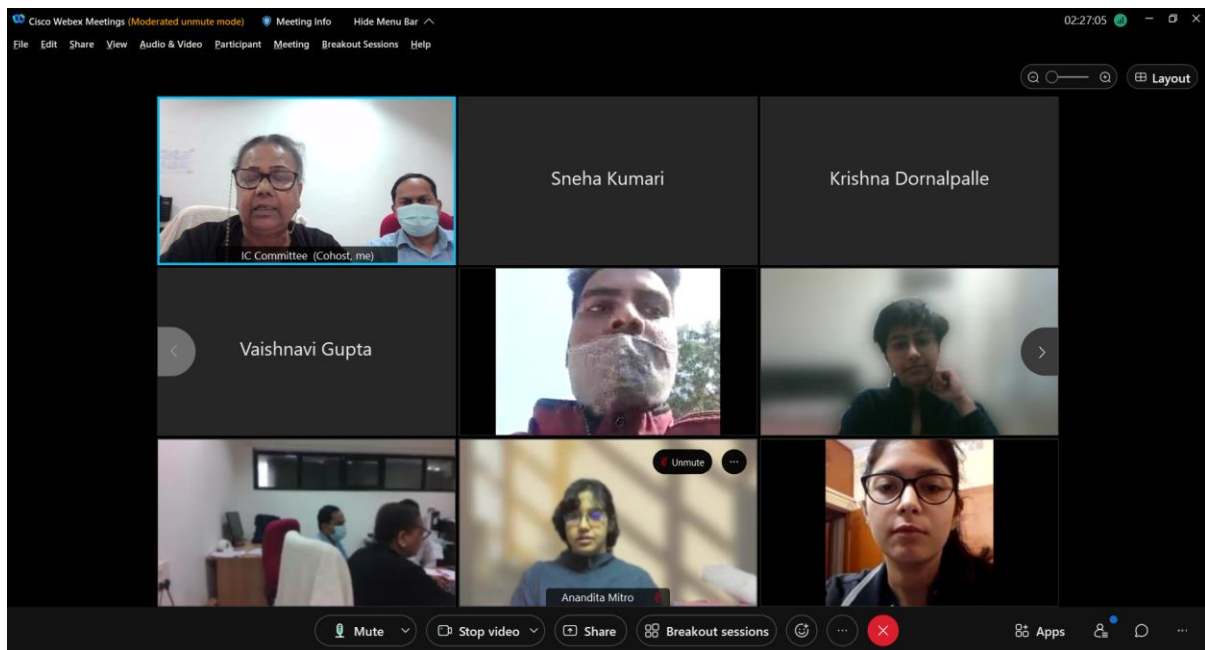 Cisco Webex Meetings (Moderated unmute mode) Meeting Info Hide Menu Bar 02:27:05
File Edit Share View Audio & Video Participant Meeting Breakout Sessions Help
Layout
IC Committee (Cohost, me)
Sneha Kumari
Krishna Dornalpalle
Vaishnavi Gupta
Unmute
Anandita Mitro
Mute Stop video Share Breakout sessions Apps